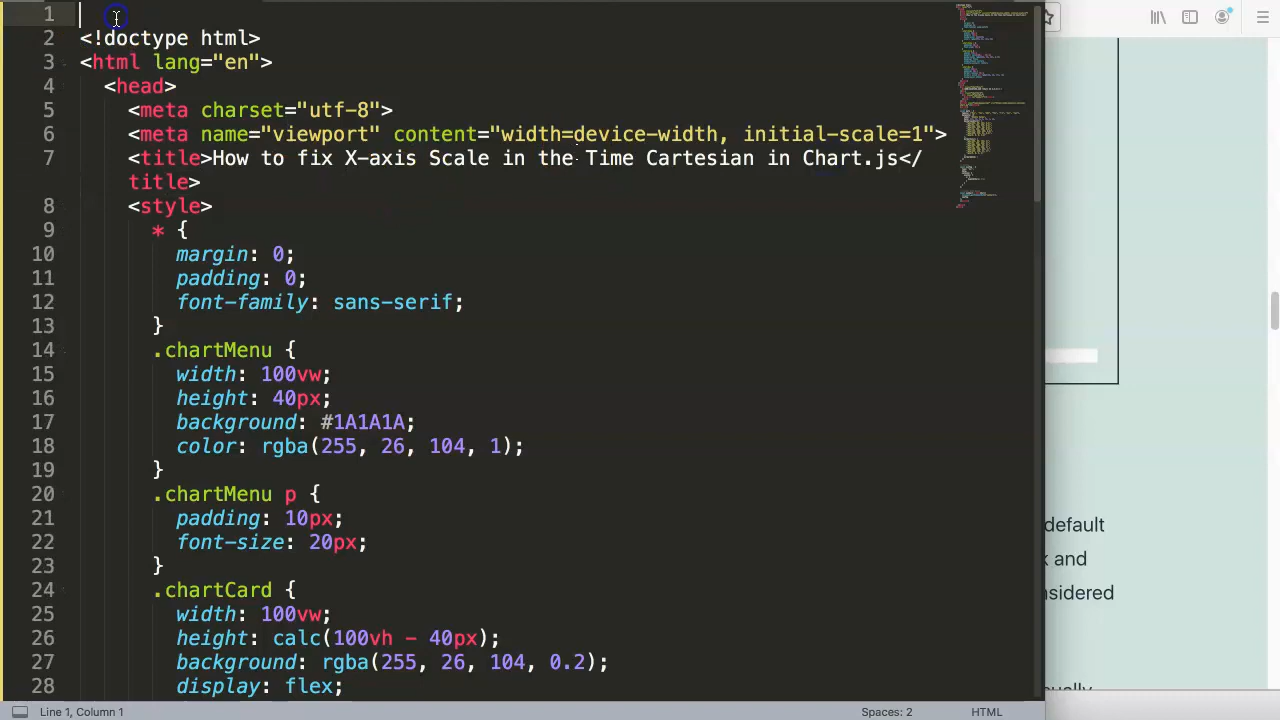 1
2 <!doctype html>
3 <html lang="en">
4 <head>
5 <meta charset="utf-8">
6 <meta name="viewport" content="width=device-width, initial-scale=1">
7 <title>How to fix X-axis Scale in the Time Cartesian in Chart.js</
title>
8 <style>
9 * {
10 margin: 0;
11 padding: 0;
12 font-family: sans-serif;
13 }
14 .chartMenu {
15 width: 100vw;
16 height: 40px;
17 background: #1A1A1A;
18 color: rgba(255, 26, 104, 1);
19 }
20 .chartMenu p {
21 padding: 10px;
22 font-size: 20px;
23 }
24 .chartCard {
25 width: 100vw;
26 height: calc(100vh - 40px);
27 background: rgba(255, 26, 104, 0.2);
28 display: flex;
Line 1, Column 1
Spaces: 2
HTML
default
and